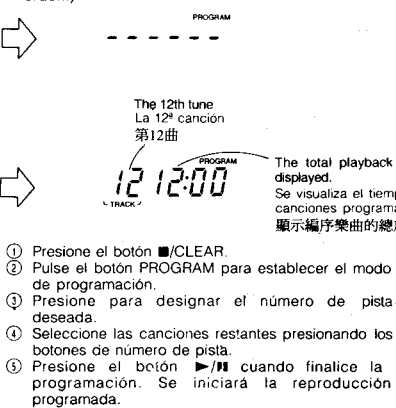 PROGRAM
The 12th tune
La 12ª canción
第12曲
PROGRAM
12 12:00
TRACK
The total playback
displayed.
Se visualiza el
canciones
顯示編序樂曲的總
① Presione el botón ■/CLEAR.
② Pulse el botón PROGRAM para establecer el modo
de programación.
③ Presione para designar el número de pista
deseada.
④ Seleccione las canciones restantes presionando los
botones de número de pista.
⑤ Presione el botón ►/❚❚ cuando finalice la
programación. Se iniciará la reproducción
programada.